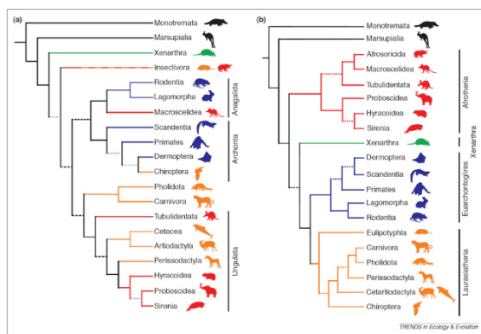 (a)
Monotremata
Marsupialia
Xenarthra
Insectivora
Rodentia
Lagomorpha
Macroscelidea
Anagalida
Scandentia
Primates
Dermoptera
Chiroptera
Archonta
Pholidota
Carnivora
Tubulidentata
Cetacea
Artiodactyla
Perissodactyla
Hyracoidea
Proboscidea
Sirenia
Ungulata
(b)
Monotremata
Marsupialia
Afrosoricida
Macroscelidea
Tubulidentata
Proboscidea
Hyracoidea
Sirenia
Afrotheria
Xenarthra
Xenarthra
Dermoptera
Scandentia
Primates
Lagomorpha
Rodentia
Euarchontoglires
Eulipotyphla
Carnivora
Pholidota
Perissodactyla
Cetartiodactyla
Chiroptera
Laurasiatheria
TRENDS in Ecology & Evolution